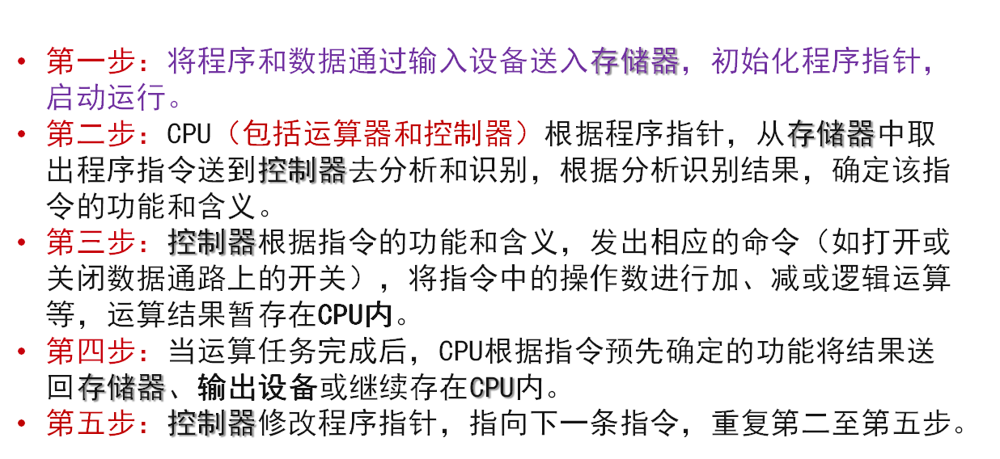 • 第一步：将程序和数据通过输入设备送入存储器，初始化程序指针，
启动运行。
• 第二步：CPU（包括运算器和控制器）根据程序指针，从存储器中取
出程序指令送到控制器去分析和识别，根据分析识别结果，确定该指
令的功能和含义。
• 第三步：控制器根据指令的功能和含义，发出相应的命令（如打开或
关闭数据通路上的开关），将指令中的操作数进行加、减或逻辑运算
等，运算结果暂存在CPU内。
• 第四步：当运算任务完成后，CPU根据指令预先确定的功能将结果送
回存储器、输出设备或继续存在CPU内。
• 第五步：控制器修改程序指针，指向下一条指令，重复第二至第五步。